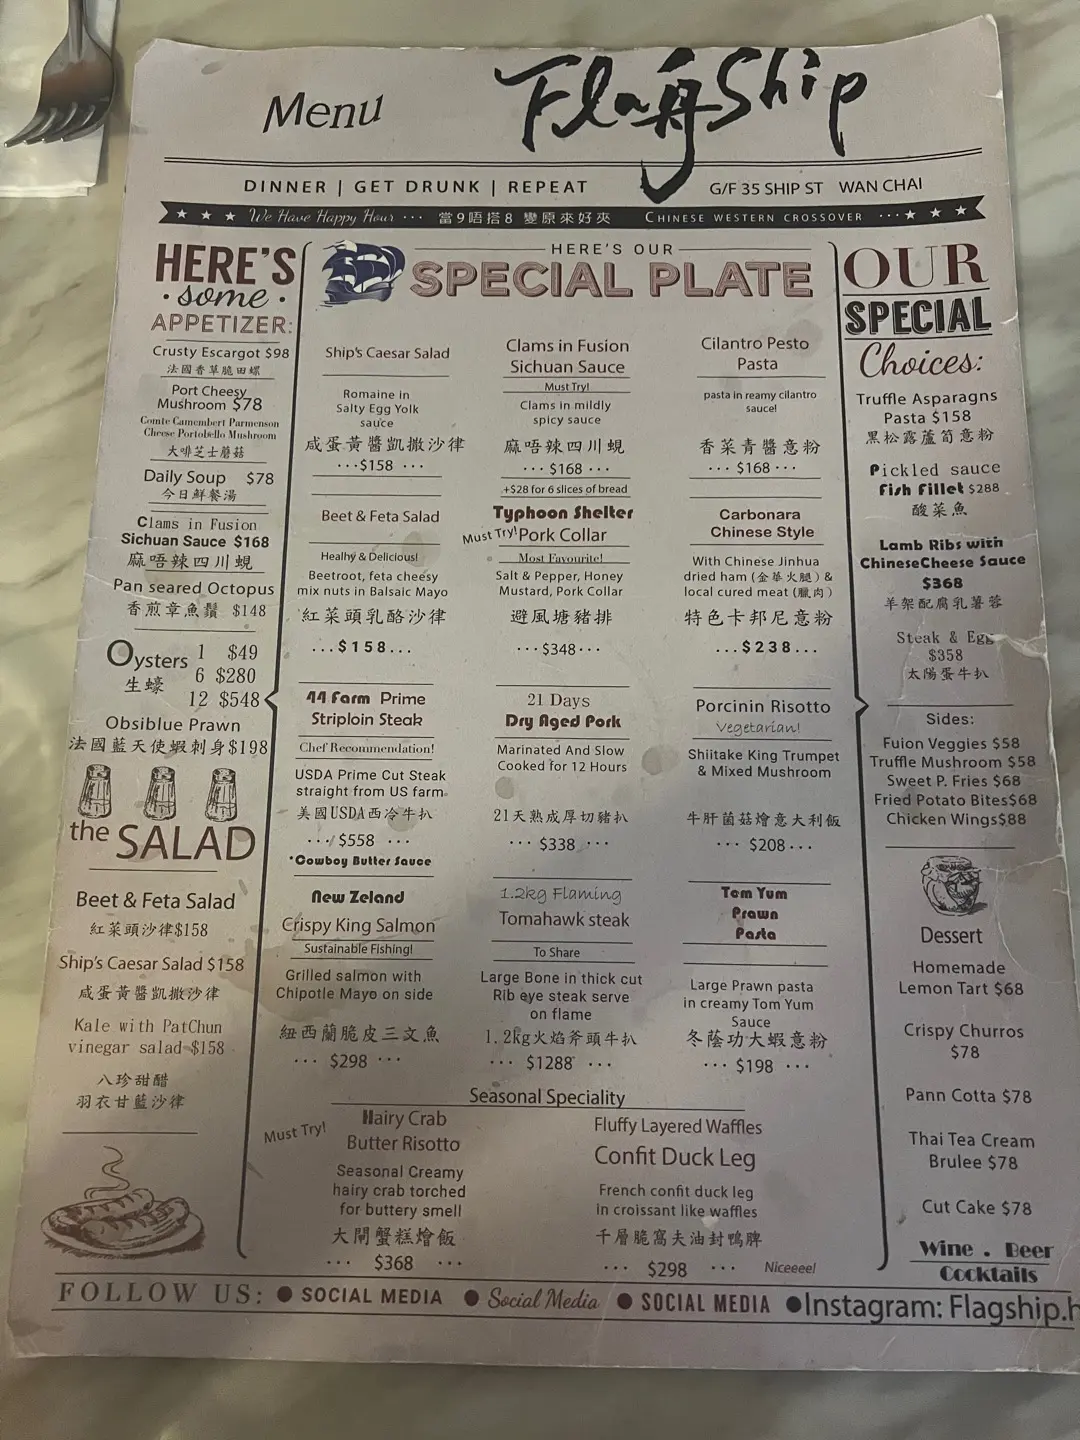 Menu
Fla舟Ship
DINNER | GET DRUNK | REPEAT
G/F 35 SHIP ST WAN CHAI
We Have Happy Hour ··· 當9唔搭8 變原來好夾 CHINESE WESTERN CROSSOVER ···
HERE'S
·some·
APPETIZER:
Crusty Escargot $98
法國香草脆田螺
Port Cheesy
Mushroom $78
Comte Camembert Parmenson
Cheese Portobello Mushroom
大啡芝士蘑菇
Daily Soup $78
今日鮮餐湯
Clams in Fusion
Sichuan Sauce $168
麻唔辣四川蜆
Pan seared Octopus
香煎章魚鬚 $148
Oysters 1 $49
生蠔 6 $280
12 $548
Obsiblue Prawn
法國藍天使蝦刺身$198
the SALAD
Beet & Feta Salad
紅菜頭沙律$158
Ship's Caesar Salad $158
咸蛋黃醬凱撒沙律
Kale with PatChun
vinegar salad $158
八珍甜醋
羽衣甘藍沙律
HERE'S OUR
SPECIAL PLATE
Ship's Caesar Salad
Romaine in
Salty Egg Yolk
sauce
咸蛋黃醬凱撒沙律
···$158 ···
Clams in Fusion
Sichuan Sauce
Must Try!
Clams in mildly
spicy sauce
麻唔辣四川蜆
··· $168 ···
+$28 for 6 slices of bread
Cilantro Pesto
Pasta
pasta in reamy cilantro
sauce!
香菜青醬意粉
··· $168 ···
Beet & Feta Salad
Healhy & Delicious!
Beetroot, feta cheesy
mix nuts in Balsaic Mayo
紅菜頭乳酪沙律
...$158...
Typhoon Shelter
Must Try! Pork Collar
Most Favourite!
Salt & Pepper, Honey
Mustard, Pork Collar
避風塘豬排
···$348···
Carbonara
Chinese Style
With Chinese Jinhua
dried ham (金華火腿) &
local cured meat (臘肉)
特色卡邦尼意粉
...$238...
44 Farm Prime
Striploin Steak
Chef Recommendation!
USDA Prime Cut Steak
straight from US farm
美國USDA西冷牛扒
··· $558 ···
*Cowboy Butter Sauce
21 Days
Dry Aged Pork
Marinated And Slow
Cooked for 12 Hours
21天熟成厚切豬扒
··· $338 ···
Porcinin Risotto
Vegetarian!
Shiitake King Trumpet
& Mixed Mushroom
牛肝菌菇燴意大利飯
··· $208···
New Zeland
Crispy King Salmon
Sustainable Fishing!
Grilled salmon with
Chipotle Mayo on side
紐西蘭脆皮三文魚
··· $298 ···
1.2kg Flaming
Tomahawk steak
To Share
Large Bone in thick cut
Rib eye steak serve
on flame
1.2Kg火焰斧頭牛扒
··· $1288 ···
Tom Yum
Prawn
Pasta
Large Prawn pasta
in creamy Tom Yum
Sauce
冬蔭功大蝦意粉
··· $198 ···
Seasonal Speciality
Must Try!
Hairy Crab
Butter Risotto
Seasonal Creamy
hairy crab torched
for buttery smell
大閘蟹糕燴飯
··· $368 ···
Fluffy Layered Waffles
Confit Duck Leg
French confit duck leg
in croissant like waffles
千層脆窩夫油封鴨脾
··· $298 ··· Niceeee!
OUR
SPECIAL
Choices:
Truffle Asparagns
Pasta $158
黑松露蘆筍意粉
Pickled sauce
Fish Fillet $288
酸菜魚
Lamb Ribs with
ChineseCheese Sauce
$368
羊架配腐乳薯蓉
Steak & Egg
$358
太陽蛋牛扒
Sides:
Fuion Veggies $58
Truffle Mushroom $58
Sweet P. Fries $68
Fried Potato Bites$68
Chicken Wings$88
Dessert
Homemade
Lemon Tart $68
Crispy Churros
$78
Pann Cotta $78
Thai Tea Cream
Brulee $78
Cut Cake $78
Wine . Beer
Cocktails
FOLLOW US: ● SOCIAL MEDIA ● Social Media ● SOCIAL MEDIA ●Instagram: Flagship.h